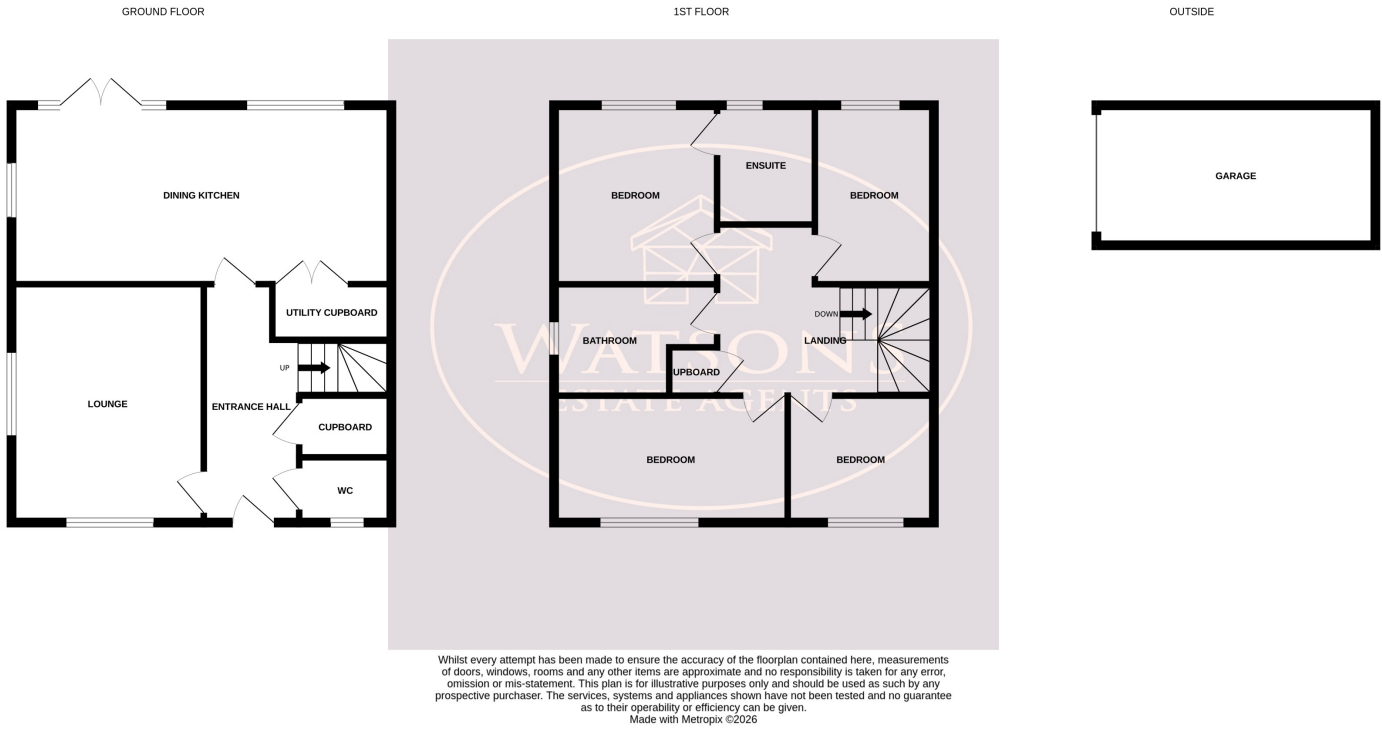 GROUND FLOOR
1ST FLOOR
OUTSIDE
DINING KITCHEN
UTILITY CUPBOARD
UP
LOUNGE
ENTRANCE HALL
CUPBOARD
WC
ENSUITE
BEDROOM
BEDROOM
DOWN
LANDING
BATHROOM
UPBOARD
BEDROOM
BEDROOM
GARAGE
WATSONS
ESTATE AGENTS
Whilst every attempt has been made to ensure the accuracy of the floorplan contained here, measurements
of doors, windows, rooms and any other items are approximate and no responsibility is taken for any error,
omission or mis-statement. This plan is for illustrative purposes only and should be used as such by any
prospective purchaser. The services, systems and appliances shown have not been tested and no guarantee
as to their operability or efficiency can be given.
Made with Metropix ©2026